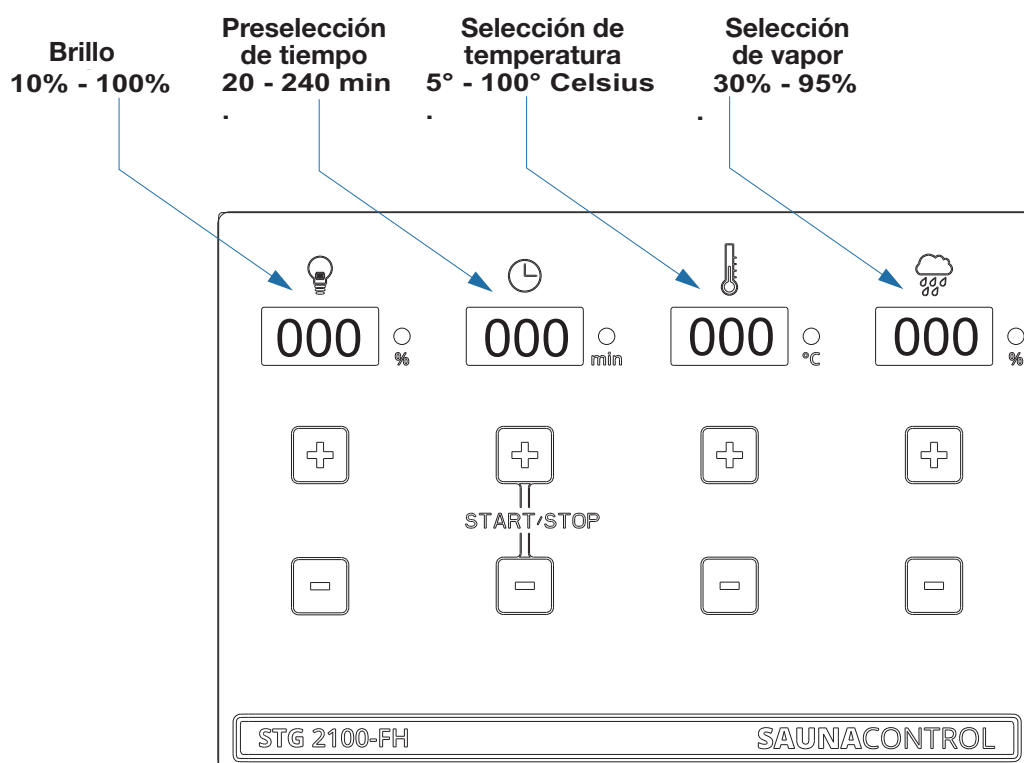 Brillo
10% - 100%
Preselección
de tiempo
20 - 240 min
.
Selección de
temperatura
5° - 100° Celsius
.
Selección
de vapor
30% - 95%
.
000 %
000 min
000 °C
000 %
START/STOP
STG 2100-FH
SAUNACONTROL